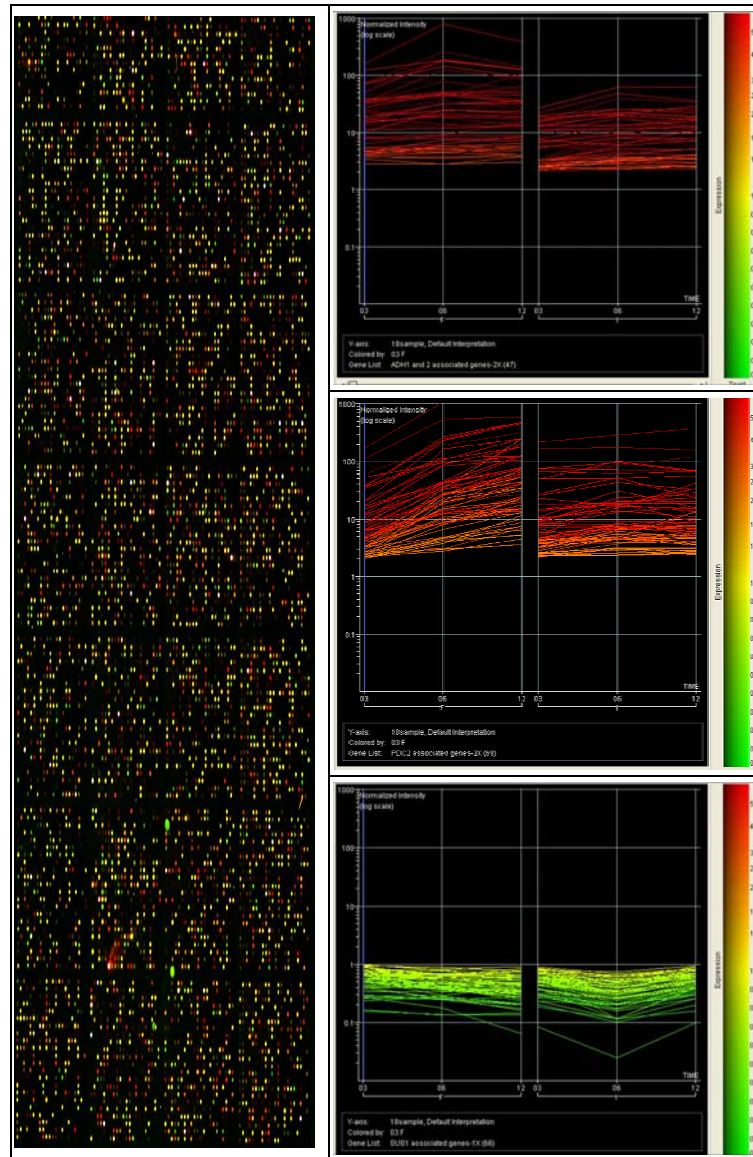 1000
Normalized Intensity
(log scale)
100
10
1
0.1
TIME
03
06
12
03
06
12
Expression
Y-axis: 18sample, Default Interpretation
Colored by: 03 F
Gene List: ADH1 and 2 associated genes-2X (47)
Trust
1000
Normalized Intensity
(log scale)
100
10
1
0.1
TIME
03
06
12
03
06
12
Expression
Y-axis: 18sample, Default Interpretation
Colored by: 03 F
Gene List: PDC2 associated genes-2X (69)
1000
Normalized Intensity
(log scale)
100
10
1
0.1
TIME
03
06
12
03
06
12
Expression
Y-axis: 18sample, Default Interpretation
Colored by: 03 F
Gene List: SUS1 associated genes-1X (66)